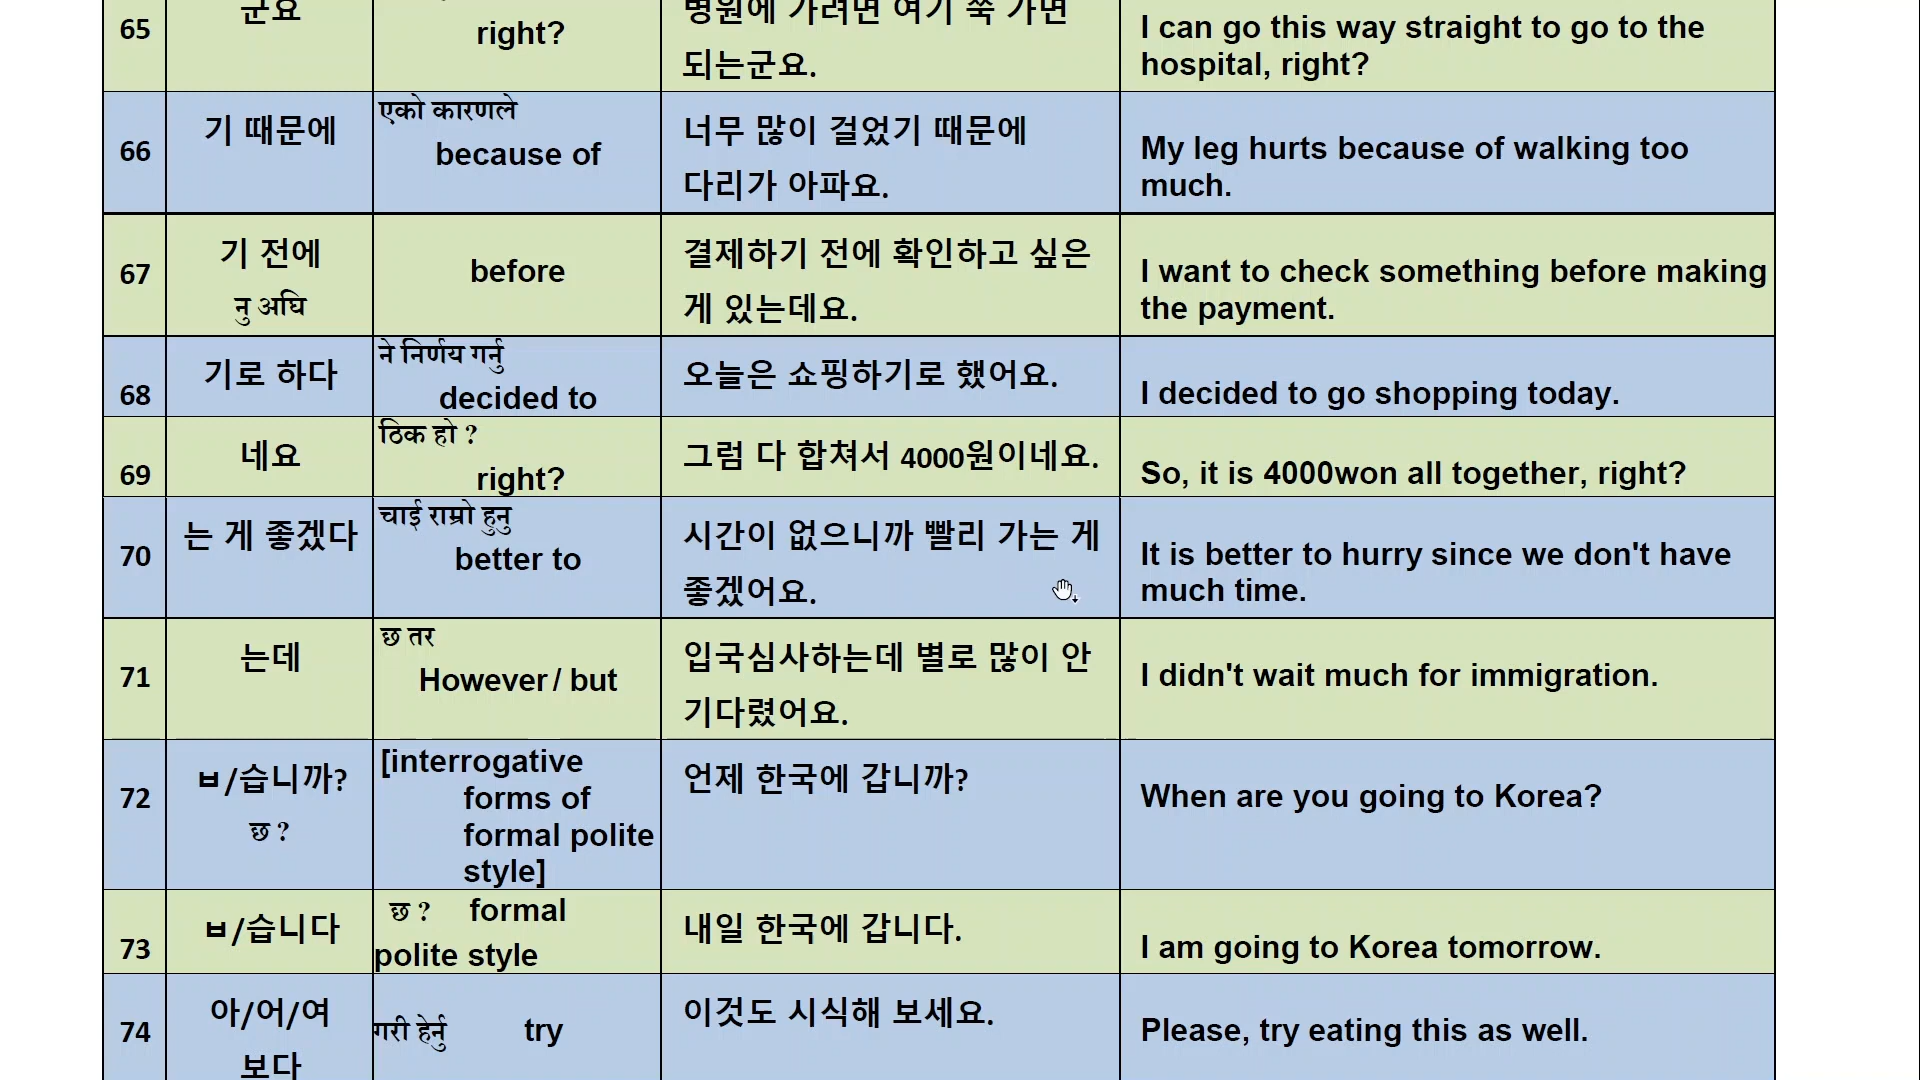 65
군요
right?
병원에 가려면 여기 쭉 가면
되는군요.
I can go this way straight to go to the
hospital, right?
66
기 때문에
एको कारणले
because of
너무 많이 걸었기 때문에
다리가 아파요.
My leg hurts because of walking too
much.
67
기 전에
नु अघि
before
결제하기 전에 확인하고 싶은
게 있는데요.
I want to check something before making
the payment.
68
기로 하다
ने निर्णय गर्नु
decided to
오늘은 쇼핑하기로 했어요.
I decided to go shopping today.
69
네요
ठिक हो ?
right?
그럼 다 합쳐서 4000원이네요.
So, it is 4000won all together, right?
70
는 게 좋겠다
चाई राम्रो हुनु
better to
시간이 없으니까 빨리 가는 게
좋겠어요.
It is better to hurry since we don't have
much time.
71
는데
छ तर
However / but
입국심사하는데 별로 많이 안
기다렸어요.
I didn't wait much for immigration.
72
ㅂ/습니까?
छ ?
[interrogative
forms of
formal polite
style]
언제 한국에 갑니까?
When are you going to Korea?
73
ㅂ/습니다
छ ? formal
polite style
내일 한국에 갑니다.
I am going to Korea tomorrow.
74
아/어/여
보다
गरी हेर्नु try
이것도 시식해 보세요.
Please, try eating this as well.